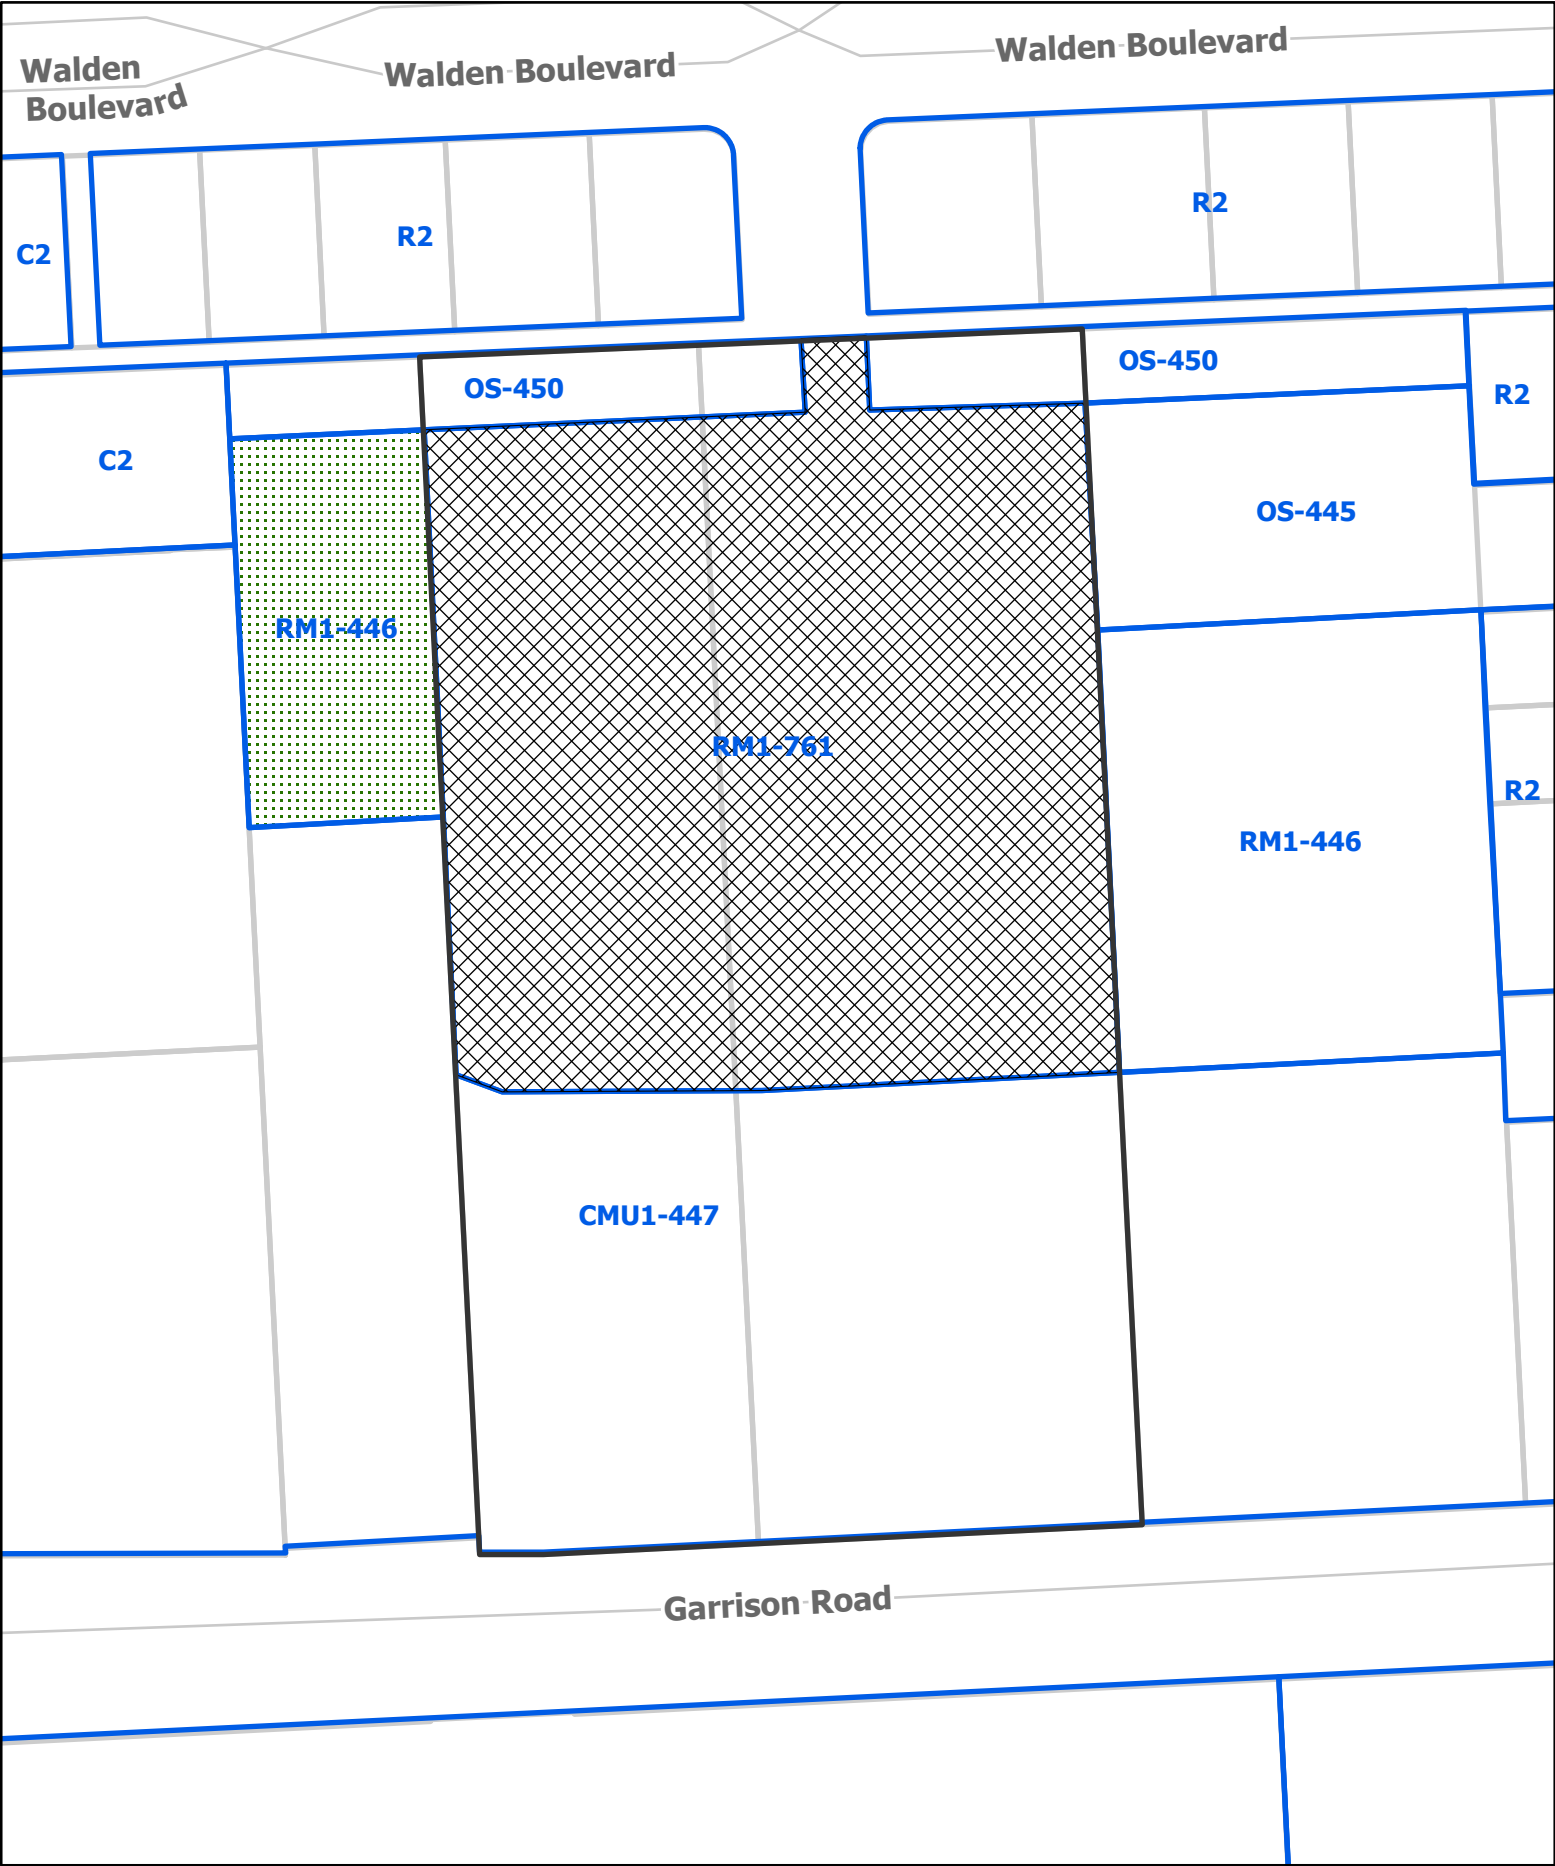 Walden
Boulevard
Walden Boulevard
Walden Boulevard
C2
R2
R2
OS-450
OS-450
R2
C2
OS-445
RM1-446
RM1-761
R2
RM1-446
CMU1-447
Garrison Road